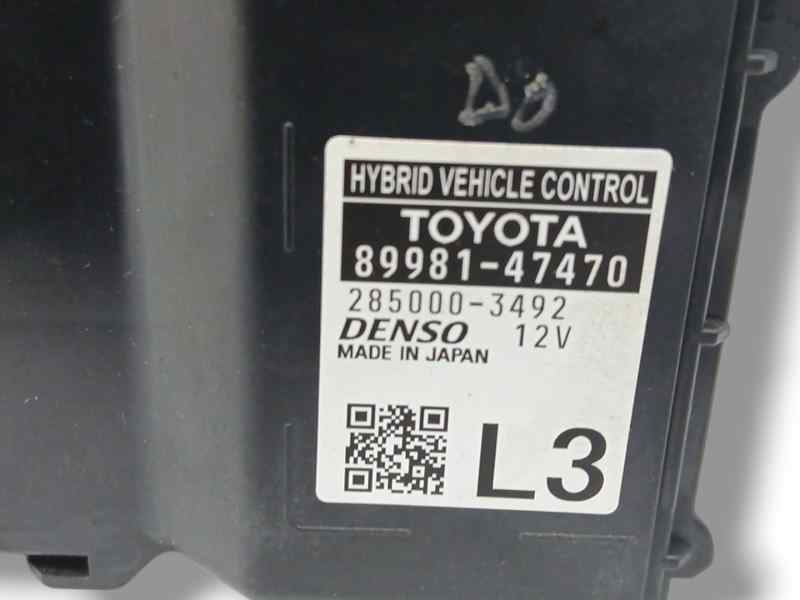 HYBRID VEHICLE CONTROL
TOYOTA
89981-47470
285000-3492
DENSO 12V
MADE IN JAPAN
L3